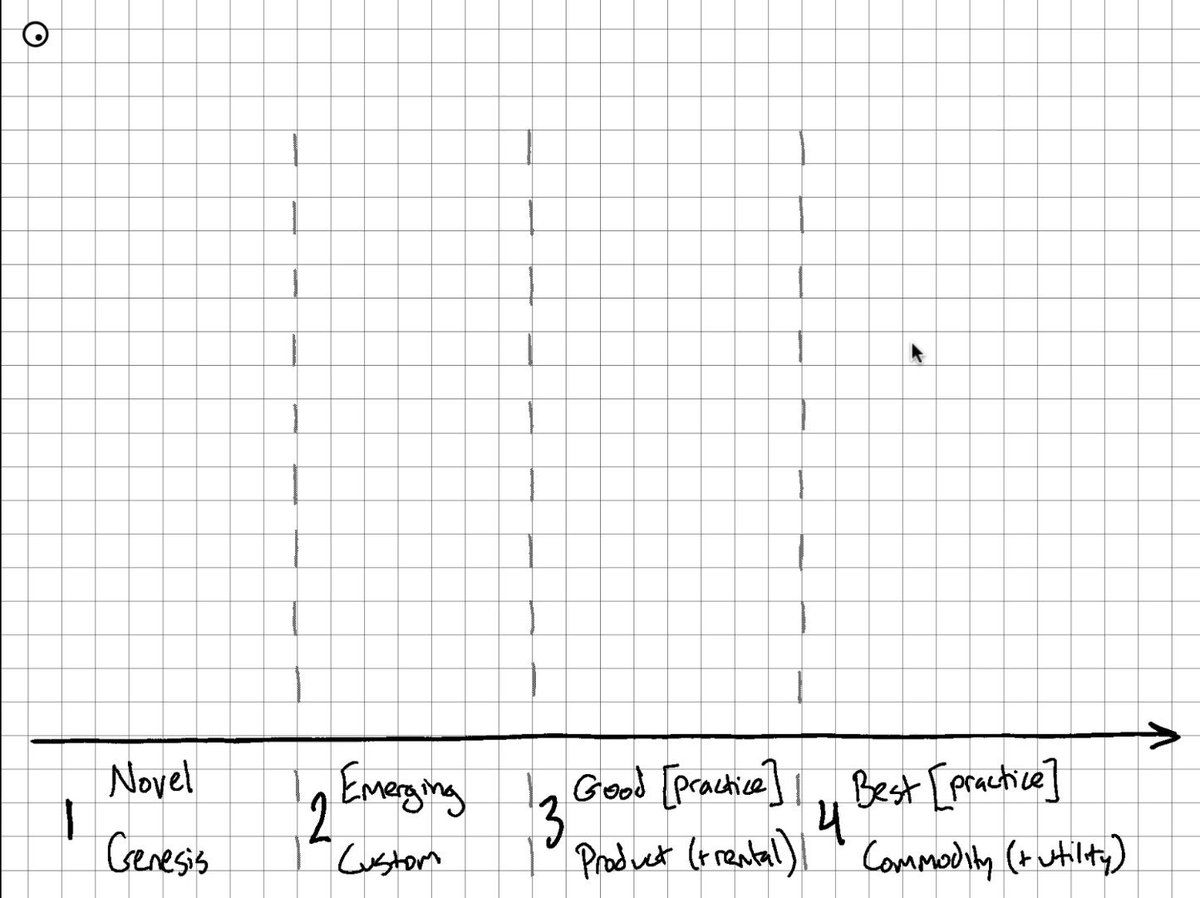 1 Novel
Genesis
2 Emerging
Custom
3 Good [practice]
Product (+rental)
4 Best [practice]
Commodity (+utility)